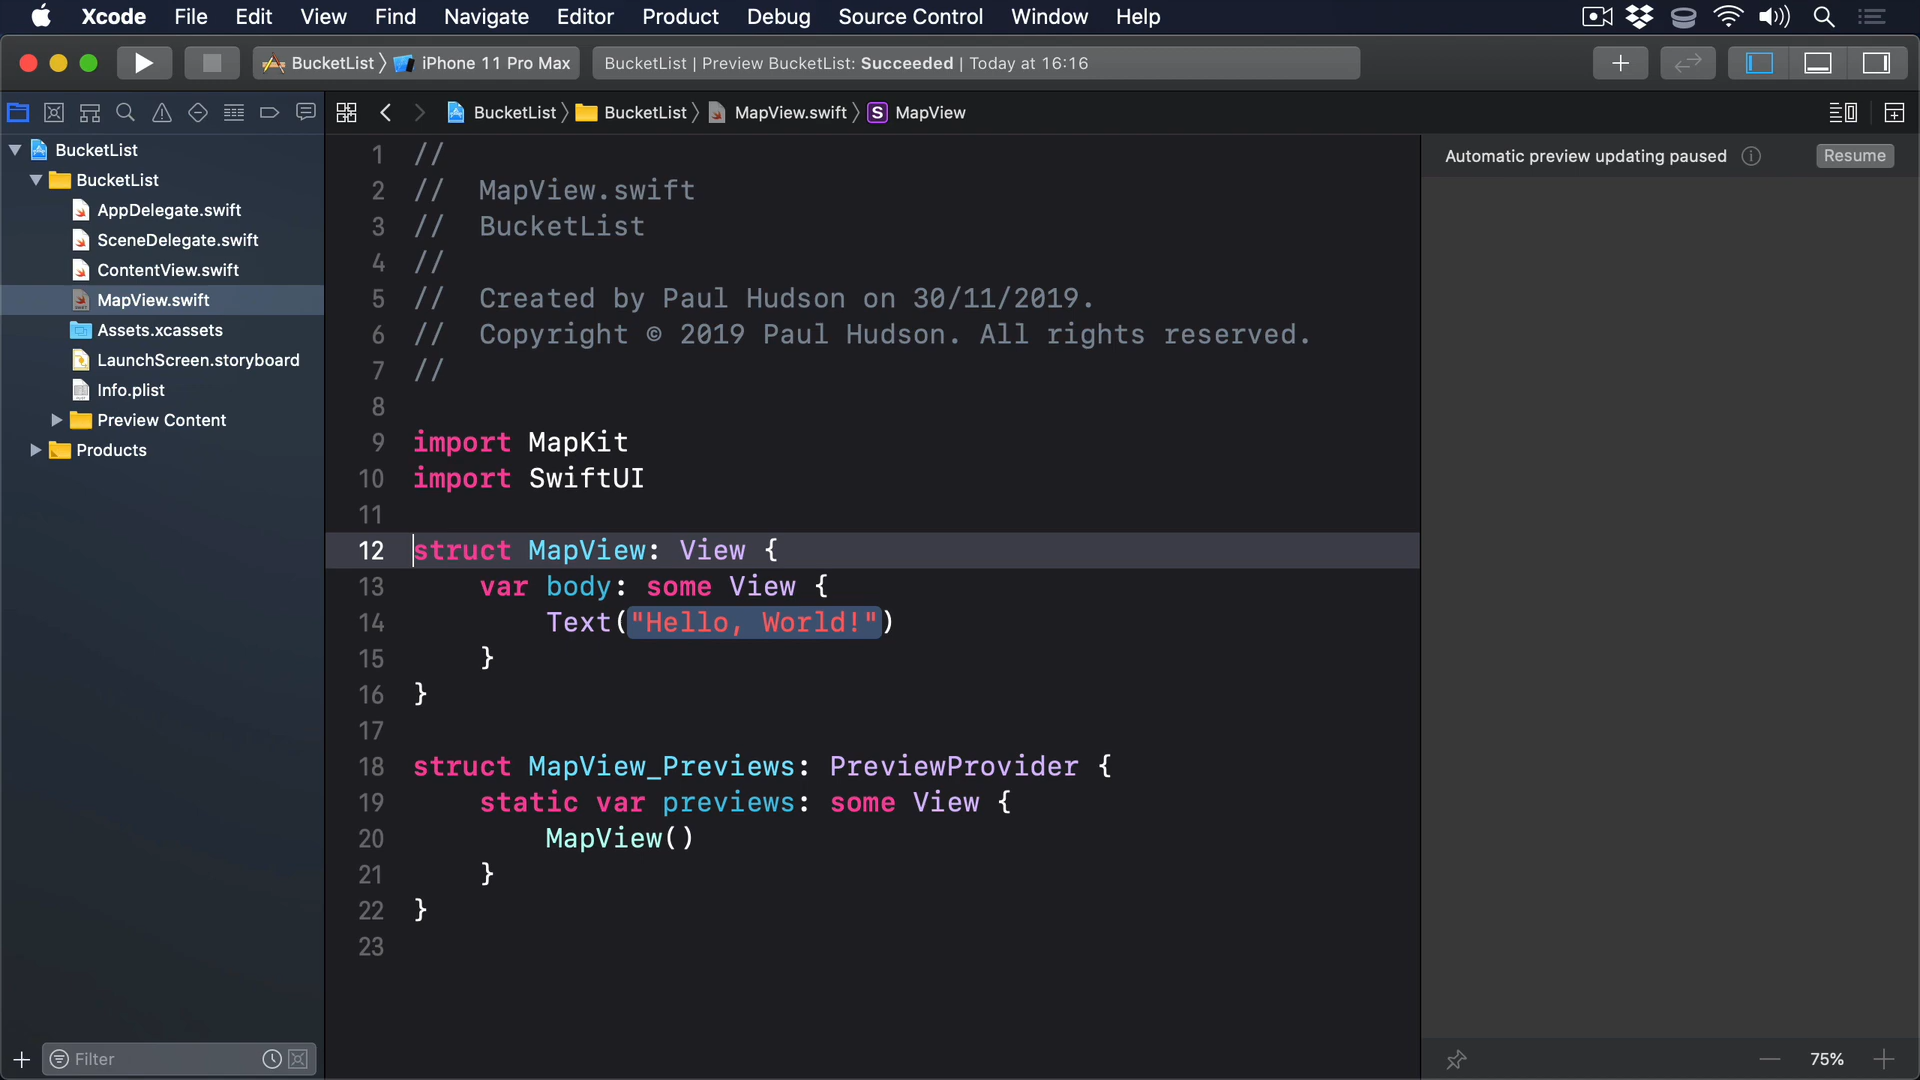 Xcode File Edit View Find Navigate Editor Product Debug Source Control Window Help
BucketList iPhone 11 Pro Max BucketList | Preview BucketList: Succeeded | Today at 16:16
BucketList BucketList MapView.swift S MapView
BucketList
BucketList
AppDelegate.swift
SceneDelegate.swift
ContentView.swift
MapView.swift
Assets.xcassets
LaunchScreen.storyboard
Info.plist
Preview Content
Products
Filter
1 //
2 //  MapView.swift
3 //  BucketList
4 //
5 //  Created by Paul Hudson on 30/11/2019.
6 //  Copyright © 2019 Paul Hudson. All rights reserved.
7 //
8
9 import MapKit
10 import SwiftUI
11
12 struct MapView: View {
13     var body: some View {
14         Text("Hello, World!")
15     }
16 }
17
18 struct MapView_Previews: PreviewProvider {
19     static var previews: some View {
20         MapView()
21     }
22 }
23
Automatic preview updating paused Resume
75%